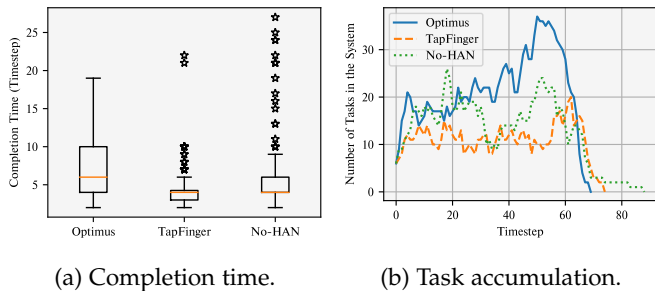 Completion Time (Timestep)
25
20
15
10
5
Optimus
TapFinger
No-HAN
(a) Completion time.
Number of Tasks in the System
30
20
10
0
Optimus
TapFinger
No-HAN
0
20
40
60
80
Timestep
(b) Task accumulation.